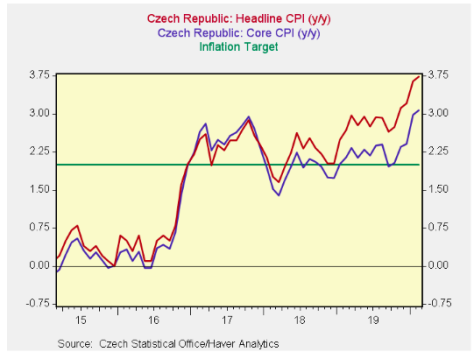 Czech Republic: Headline CPI (y/y)
Czech Republic: Core CPI (y/y)
Inflation Target
3.75 3.75
3.00 3.00
2.25 2.25
1.50 1.50
0.75 0.75
0.00 0.00
-0.75 -0.75
15 16 17 18 19
Source: Czech Statistical Office/Haver Analytics